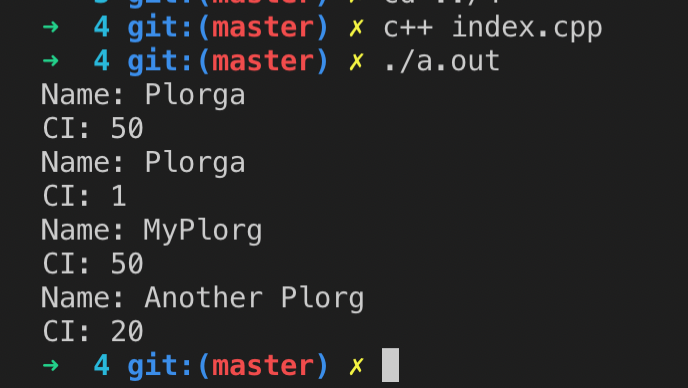 ➜ 4 git:(master) ✗ c++ index.cpp
➜ 4 git:(master) ✗ ./a.out
Name: Plorga
CI: 50
Name: Plorga
CI: 1
Name: MyPlorg
CI: 50
Name: Another Plorg
CI: 20
➜ 4 git:(master) ✗